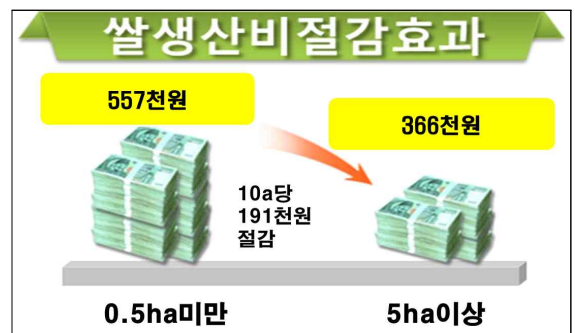 쌀생산비절감효과
557천원
366천원
10a당
191천원
절감
0.5ha미만
5ha이상